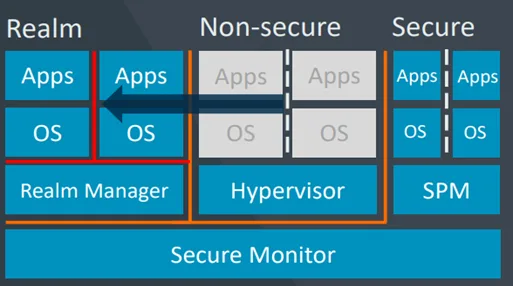 Realm Non-secure Secure
Apps Apps Apps Apps Apps Apps
OS OS OS OS OS OS
Realm Manager Hypervisor SPM
Secure Monitor